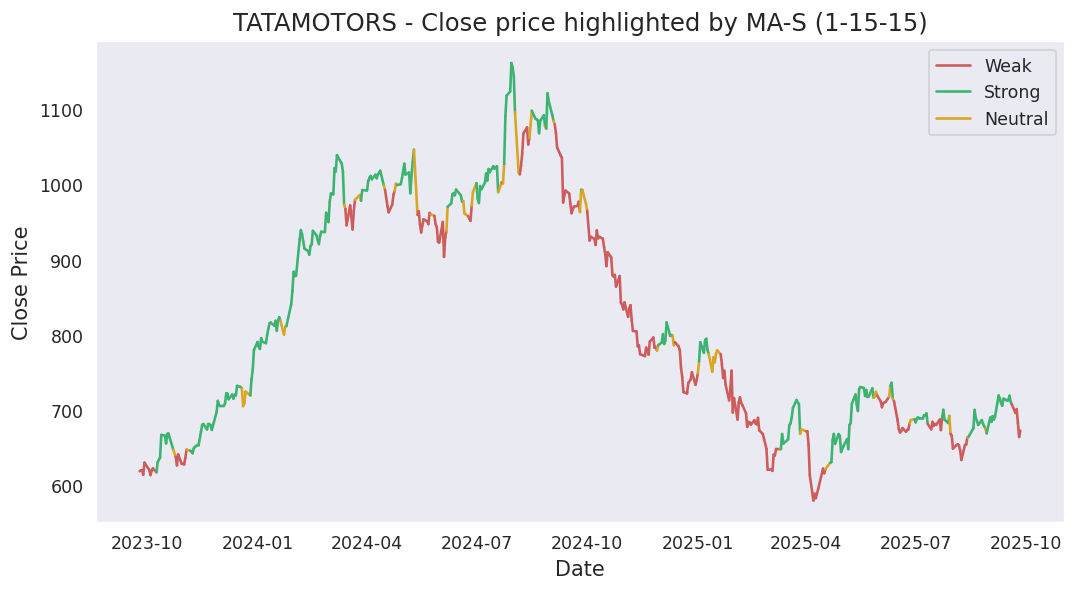 TATAMOTORS - Close price highlighted by MA-S (1-15-15)
Weak
Strong
Neutral
Close Price
1100
1000
900
800
700
600
2023-10 2024-01 2024-04 2024-07 2024-10 2025-01 2025-04 2025-07 2025-10
Date